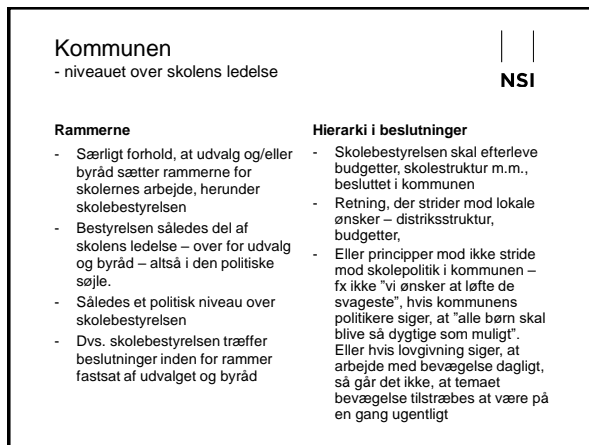 Kommunen
- niveauet over skolens ledelse
NSI
Rammerne
- Særligt forhold, at udvalg og/eller
byråd sætter rammerne for
skolernes arbejde, herunder
skolebestyrelsen
- Bestyrelsen således del af
skolens ledelse – over for udvalg
og byråd – altså i den politiske
søjle.
- Således et politisk niveau over
skolebestyrelsen
- Dvs. skolebestyrelsen træffer
beslutninger inden for rammer
fastsat af udvalget og byråd
Hierarki i beslutninger
- Skolebestyrelsen skal efterleve
budgetter, skolestruktur m.m.,
besluttet i kommunen
- Retning, der strider mod lokale
ønsker – distriksstruktur,
budgetter,
- Eller principper mod ikke stride
mod skolepolitik i kommunen –
fx ikke "vi ønsker at løfte de
svageste", hvis kommunens
politikere siger, at "alle børn skal
blive så dygtige som muligt".
Eller hvis lovgivning siger, at
arbejde med bevægelse dagligt,
så går det ikke, at temaet
bevægelse tilstræbes at være på
en gang ugentligt